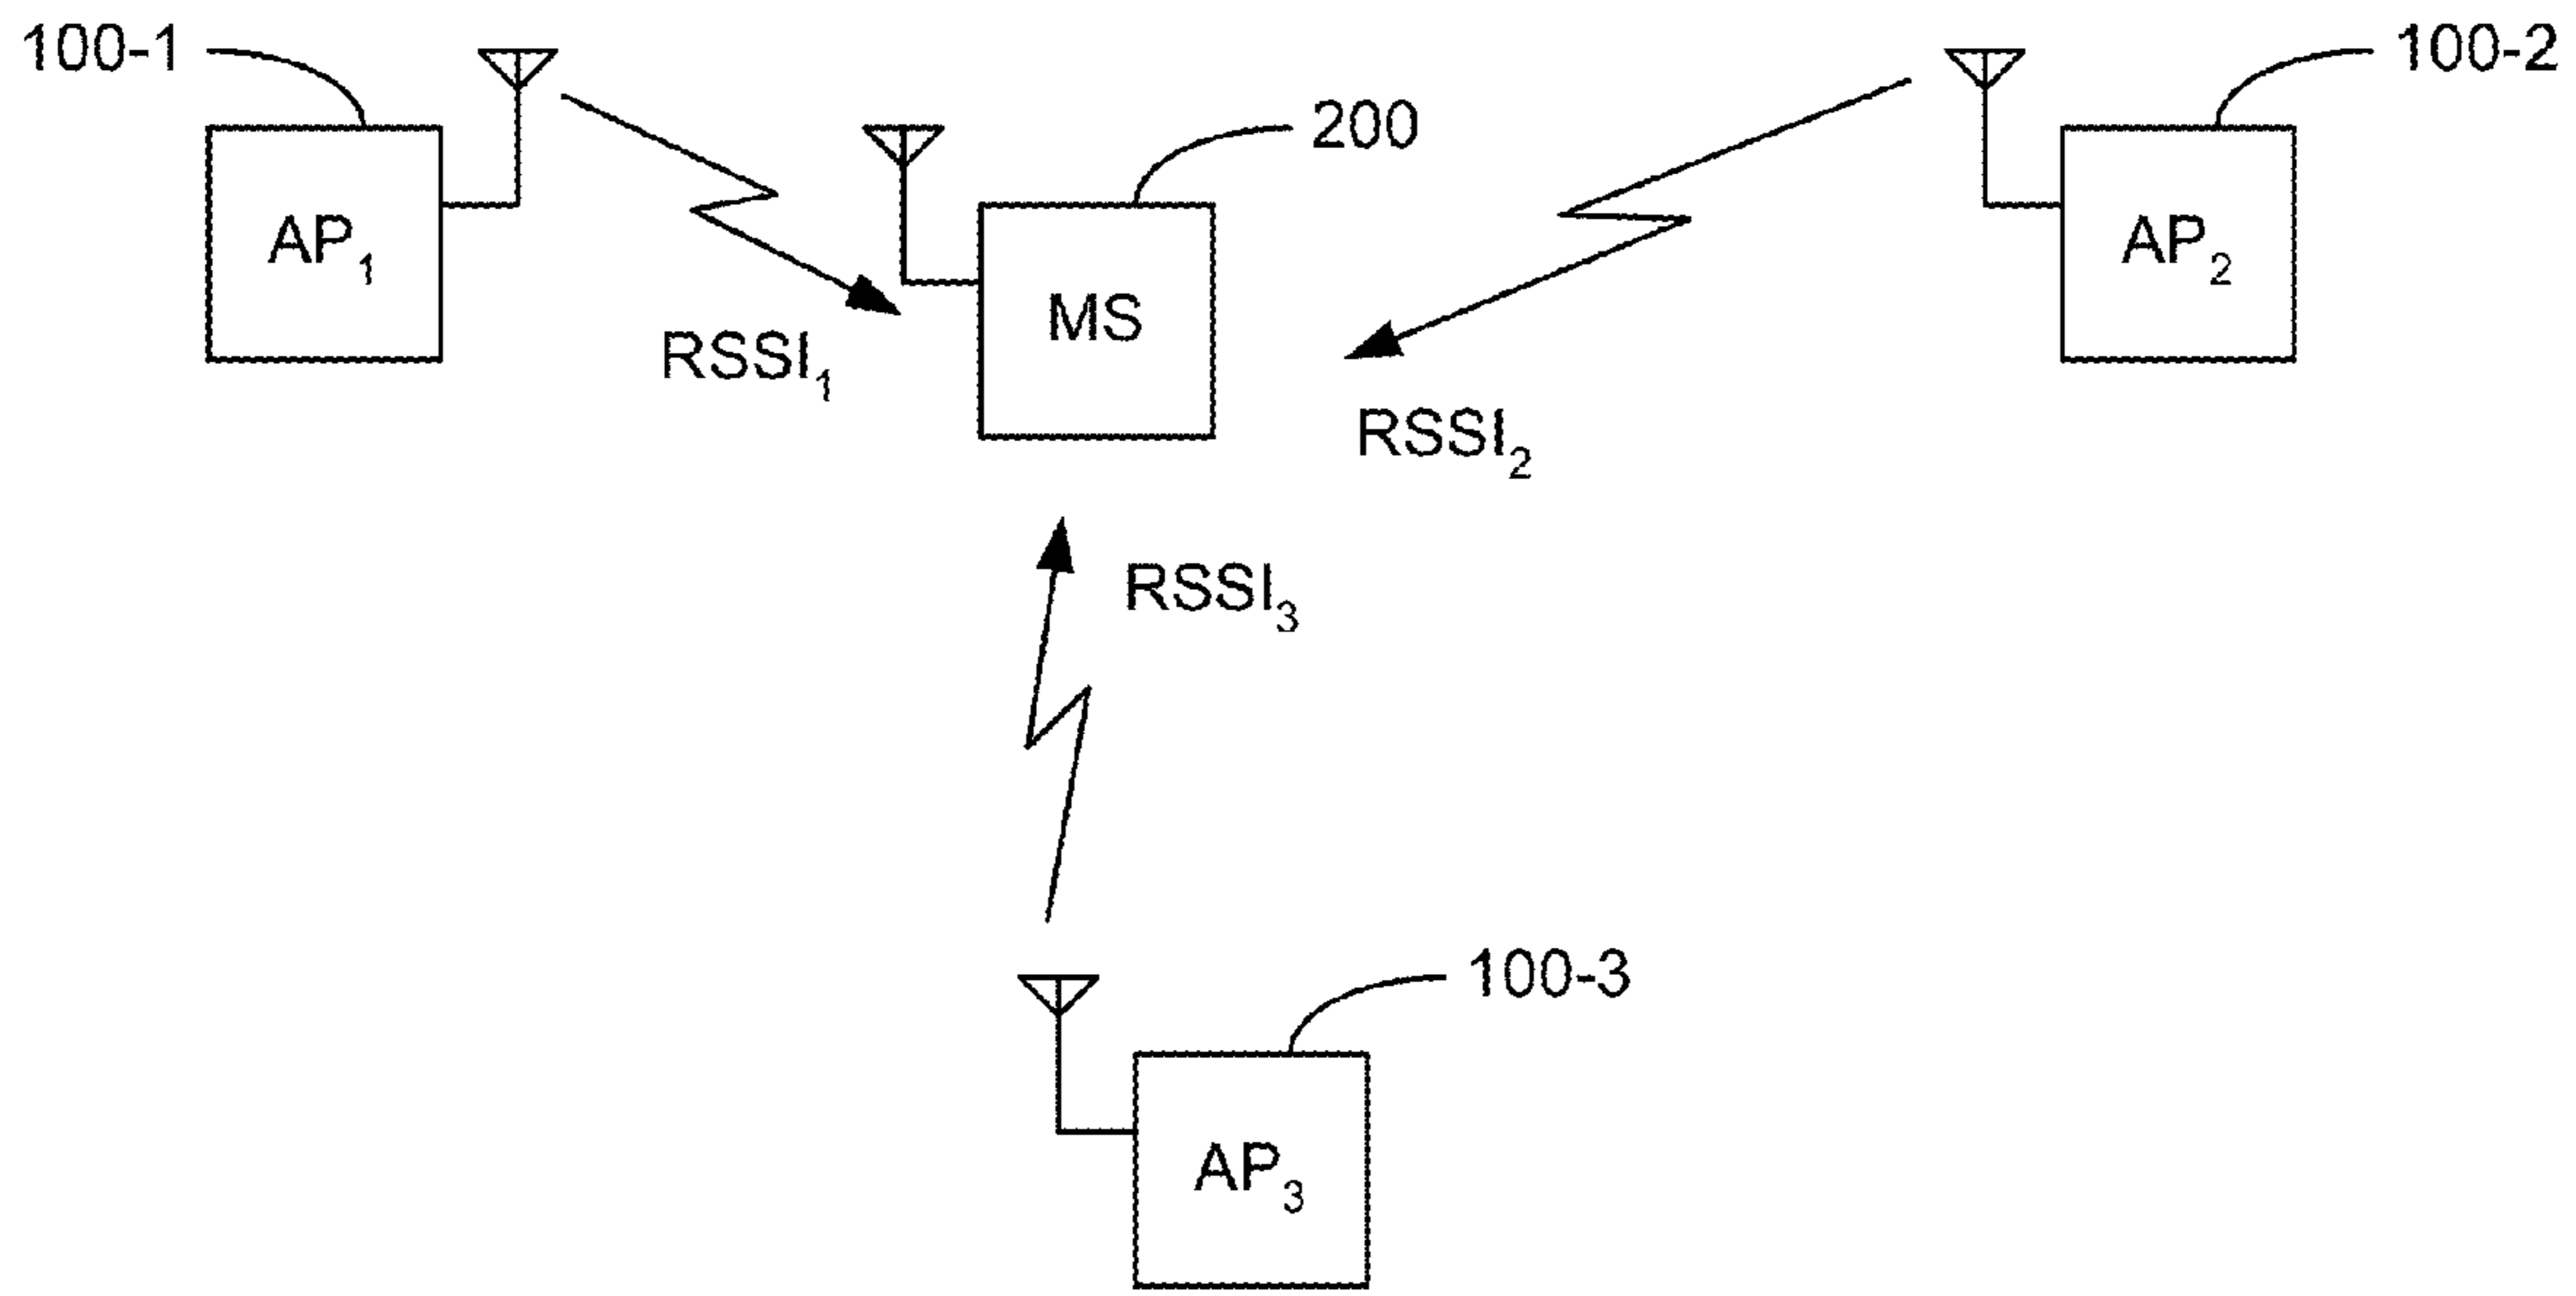 100-1
100-2
200
AP₁
AP₂
MS
RSSI₁
RSSI₂
RSSI₃
100-3
AP₃